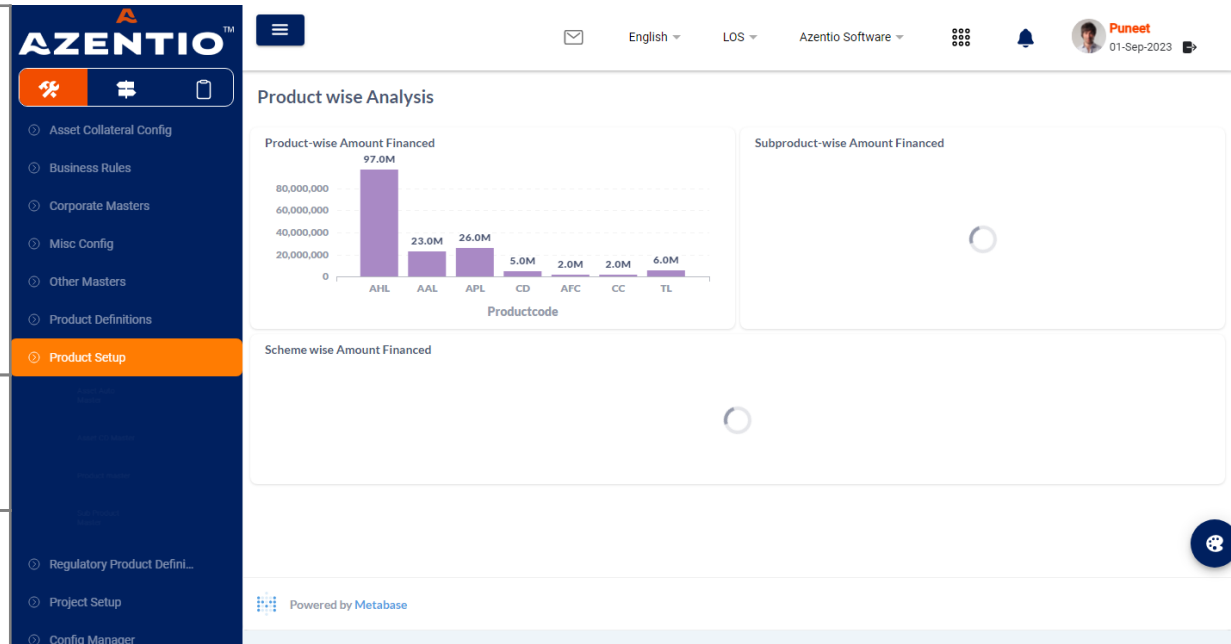 AZENTIO™
English
LOS
Azentio Software
Puneet
01-Sep-2023
Asset Collateral Config
Business Rules
Corporate Masters
Misc Config
Other Masters
Product Definitions
Product Setup
Regulatory Product Defini...
Project Setup
Config Manager
Product wise Analysis
Product-wise Amount Financed
97.0M
80,000,000
60,000,000
40,000,000
23.0M 26.0M
20,000,000
5.0M 2.0M 2.0M 6.0M
0
AHL AAL APL CD AFC CC TL
Productcode
Subproduct-wise Amount Financed
Scheme wise Amount Financed
Powered by Metabase